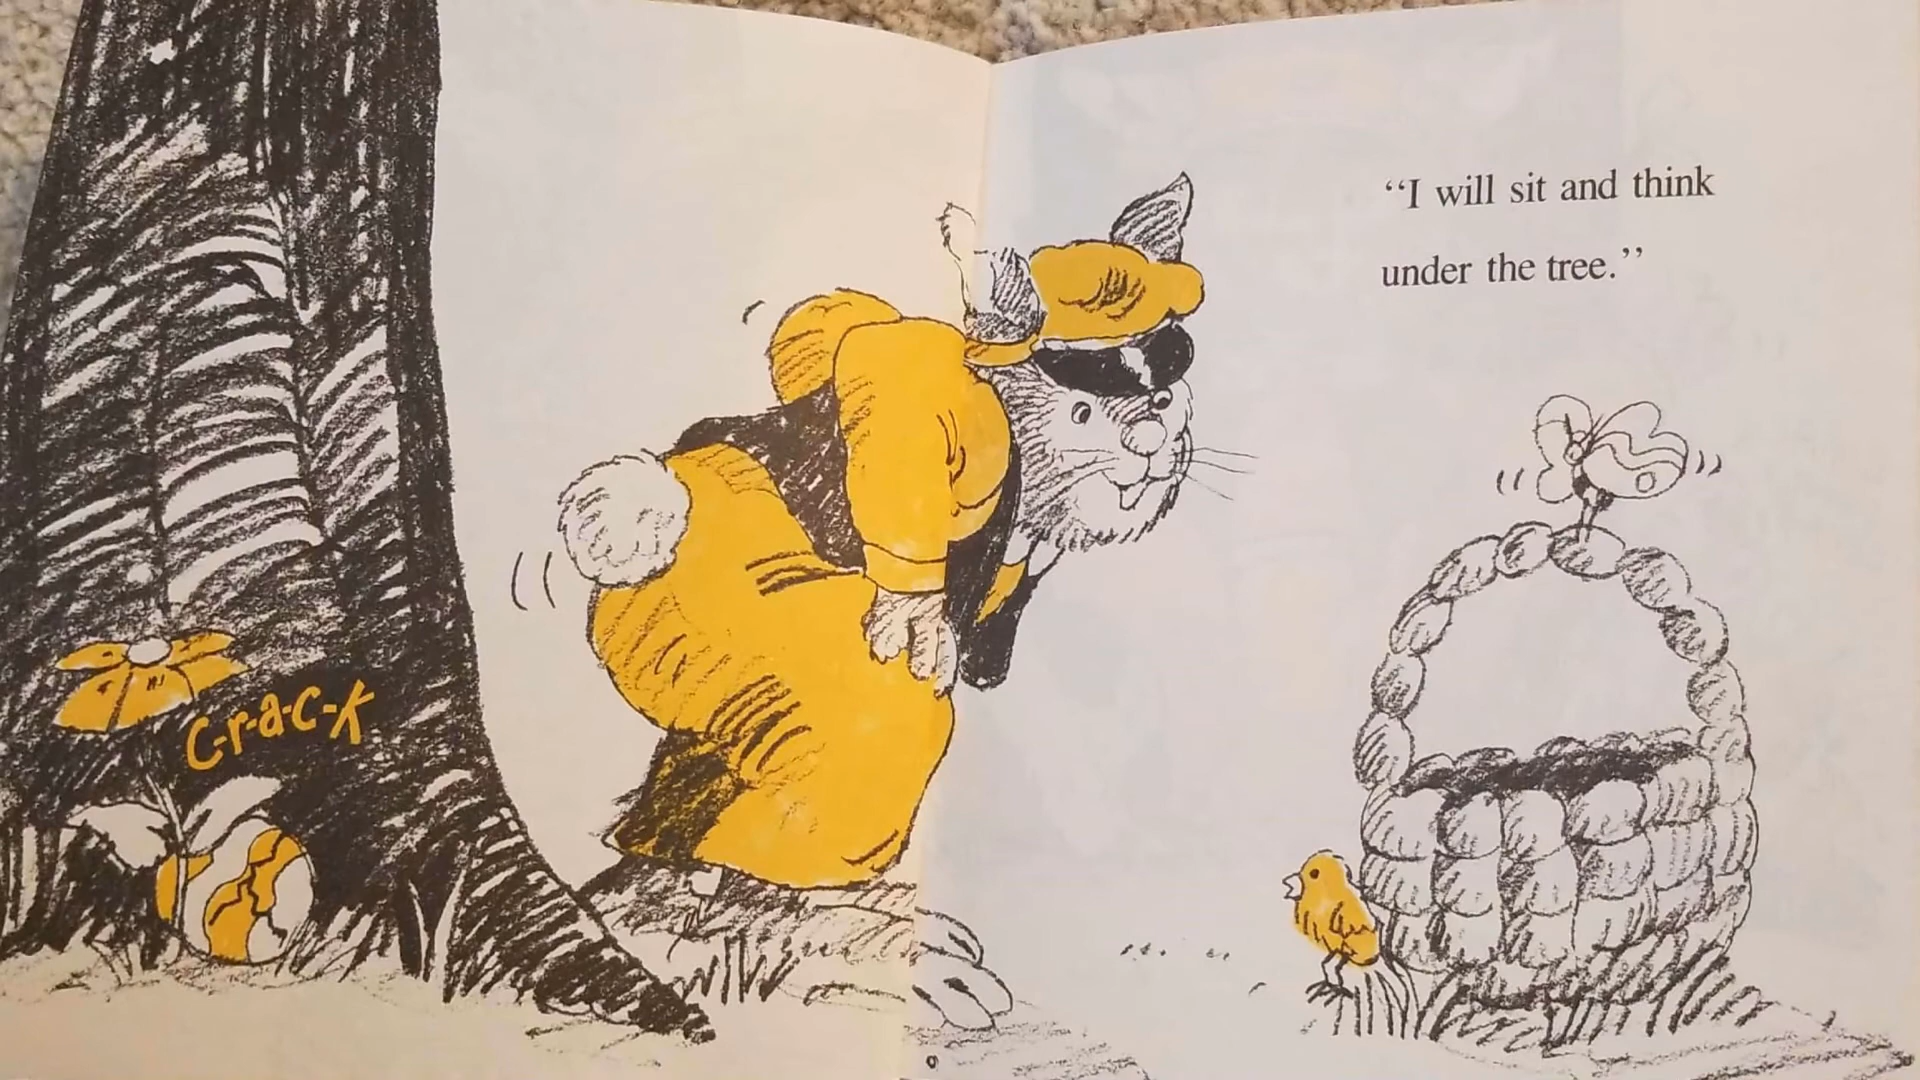 C-r-a-c-k
“I will sit and think
under the tree.”